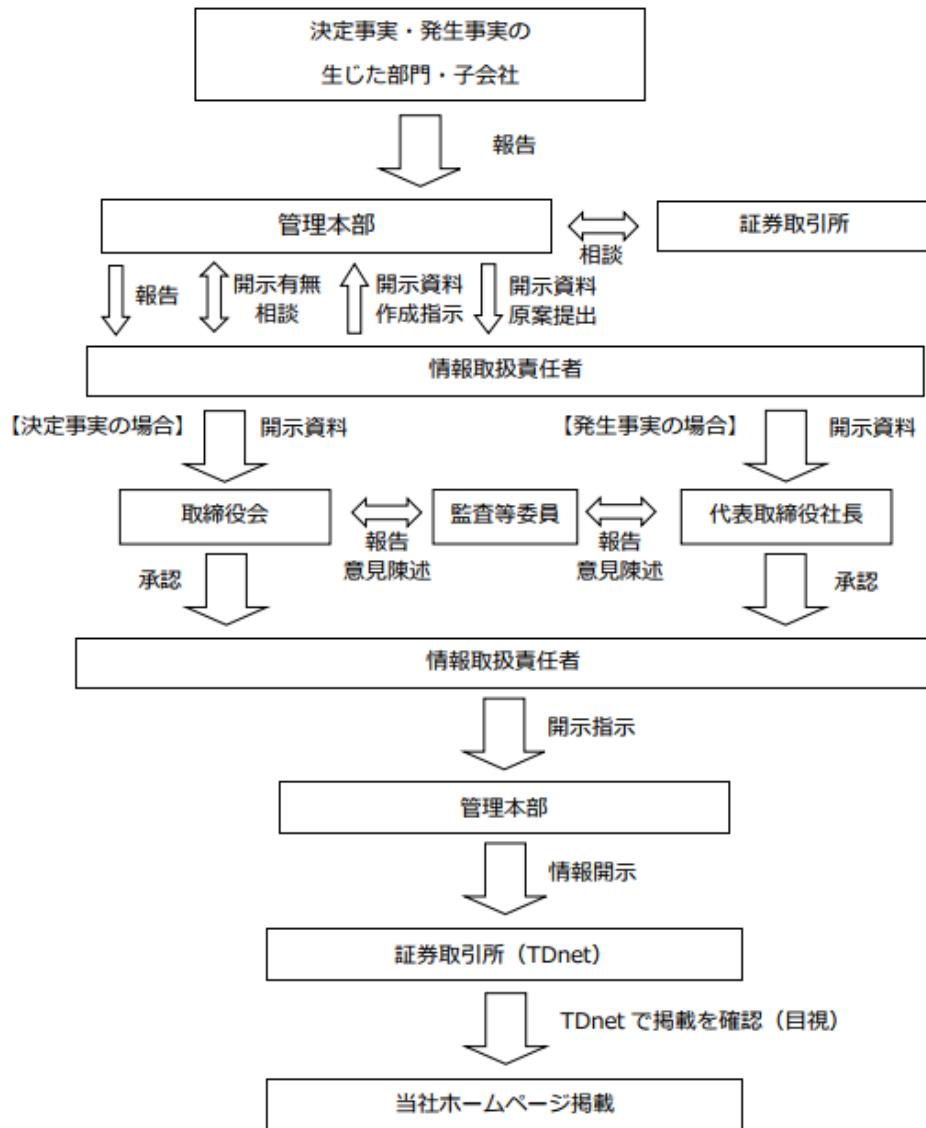 決定事実・発生事実の
生じた部門・子会社
報告
管理本部
証券取引所
相談
報告
開示有無
相談
開示資料
作成指示
開示資料
原案提出
情報取扱責任者
【決定事実の場合】
開示資料
【発生事実の場合】
開示資料
取締役会
監査等委員
代表取締役社長
報告
意見陳述
報告
意見陳述
承認
承認
情報取扱責任者
開示指示
管理本部
情報開示
証券取引所（TDnet）
TDnet で掲載を確認（目視）
当社ホームページ掲載